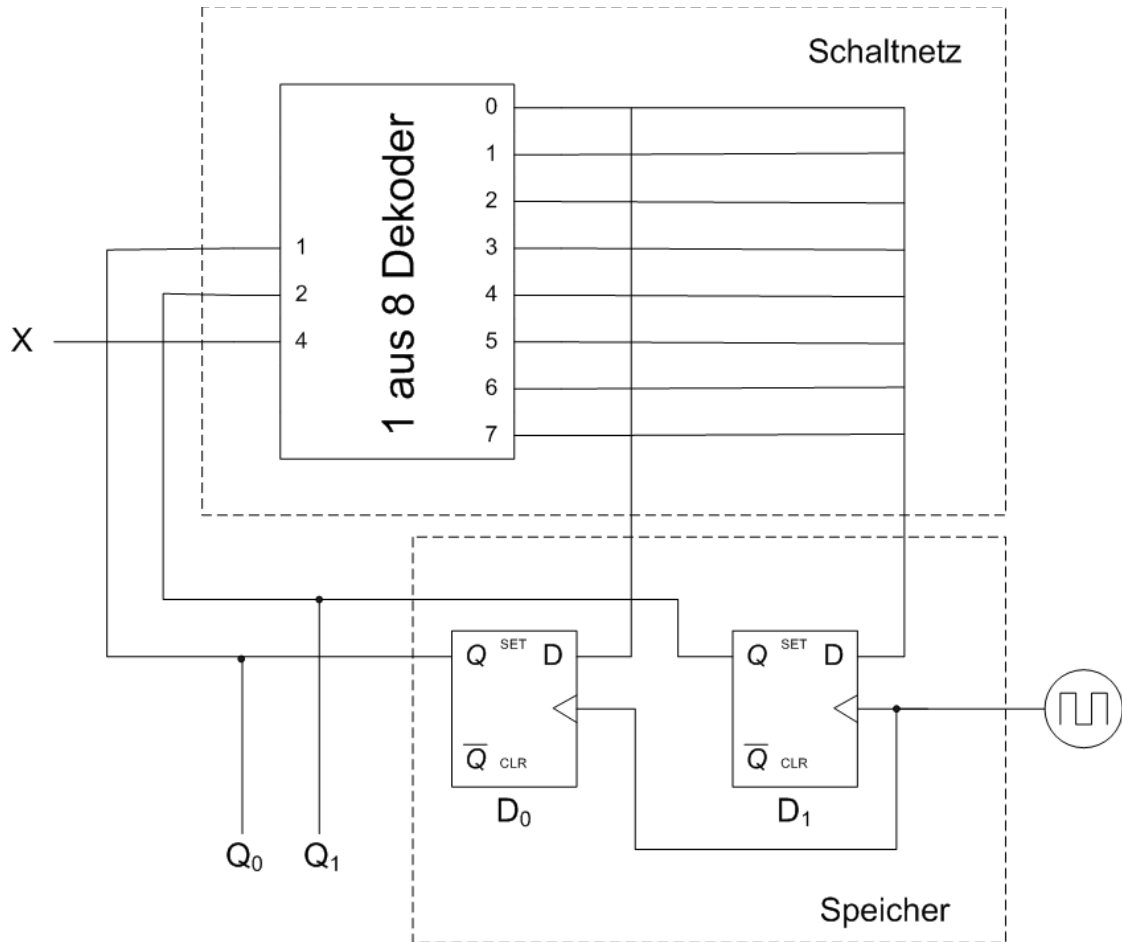 Schaltnetz
1 aus 8 Dekoder
0
1
2
3
4
5
6
7
1
2
4
X
Q SET D
Q̅ CLR
D₀
Q SET D
Q̅ CLR
D₁
Q₀
Q₁
Speicher